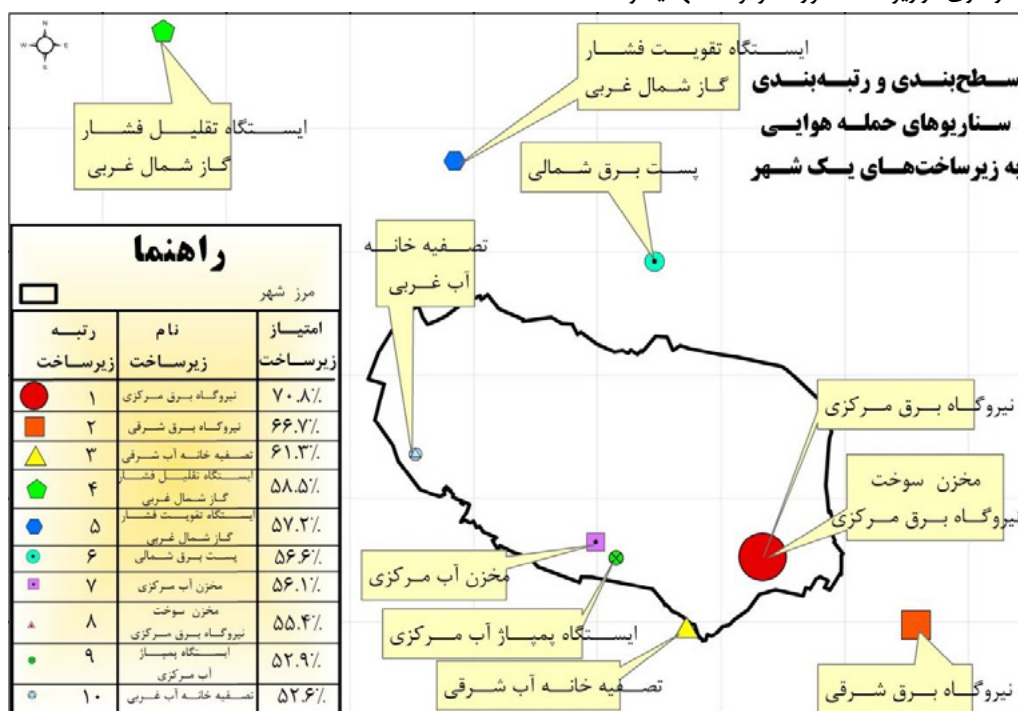 N
W E
S
سطح‌بندی و رتبه‌بندی
سناریوهای حمله هوایی
به زیرساخت‌های یک شهر
ایستگاه تقلیل فشار
گاز شمال غربی
ایستگاه تقویت فشار
گاز شمال غربی
پست برق شمالی
تصفیه خانه
آب غربی
نیروگاه برق مرکزی
مخزن سوخت
نیروگاه برق مرکزی
مخزن آب مرکزی
ایستگاه پمپاژ آب مرکزی
تصفیه خانه آب شرقی
نیروگاه برق شرقی
راهنما
مرز شهر
رتبه زیرساخت نام زیرساخت امتیاز زیرساخت
۱ نیروگاه برق مرکزی ۷۰.۸٪
۲ نیروگاه برق شرقی ۶۶.۷٪
۳ تصفیه خانه آب شرقی ۶۱.۳٪
۴ ایستگاه تقلیل فشار گاز شمال غربی ۵۸.۵٪
۵ ایستگاه تقویت فشار گاز شمال غربی ۵۷.۲٪
۶ پست برق شمالی ۵۶.۶٪
۷ مخزن آب مرکزی ۵۶.۱٪
۸ مخزن سوخت نیروگاه برق مرکزی ۵۵.۴٪
۹ ایستگاه پمپاژ آب مرکزی ۵۲.۹٪
۱۰ تصفیه خانه آب غربی ۵۲.۶٪